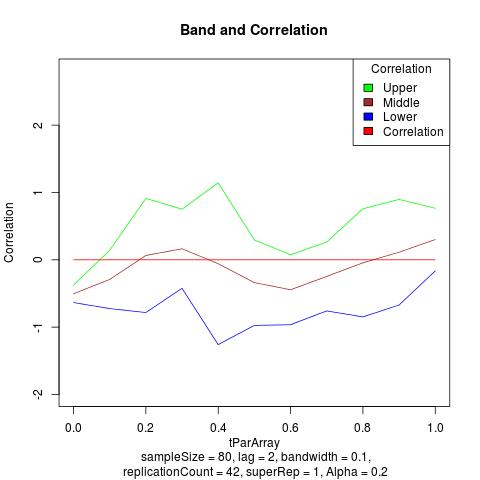 Band and Correlation
Correlation
Upper
Middle
Lower
Correlation
Correlation
2
1
0
-1
-2
0.0 0.2 0.4 0.6 0.8 1.0
tParArray
sampleSize = 80, lag = 2, bandwidth = 0.1,
replicationCount = 42, superRep = 1, Alpha = 0.2